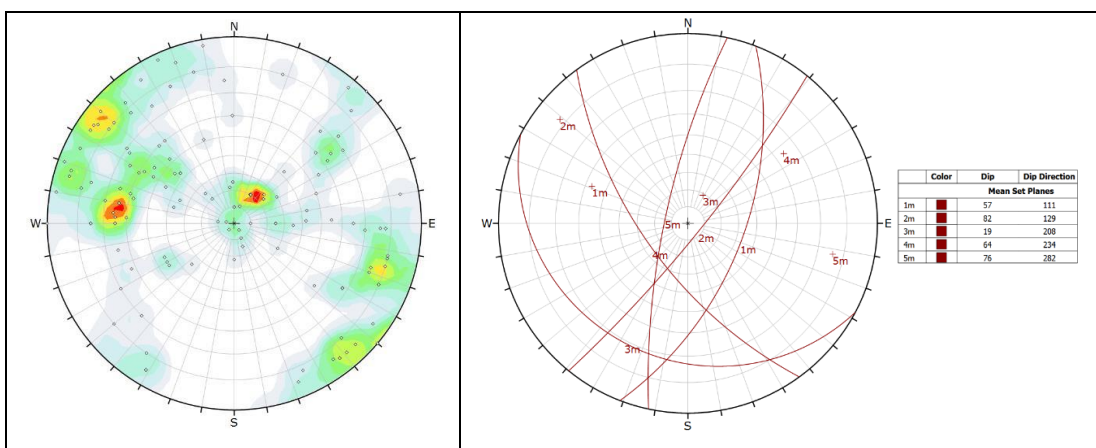 N
W
E
S
N
E
S
2m
4m
1m
3m
5m
2m
1m
4m
5m
3m
Color Dip Dip Direction
Mean Set Planes
1m 57 111
2m 82 129
3m 19 208
4m 64 234
5m 76 282